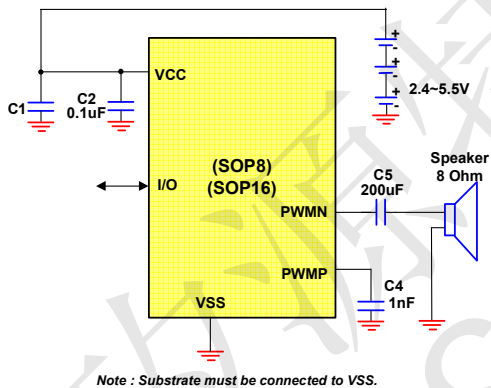 VCC
C1
C2
0.1uF
+
-
+
-
+
-
2.4~5.5V
(SOP8)
(SOP16)
I/O
PWMN
C5
200uF
Speaker
8 Ohm
PWMP
C4
1nF
VSS
Note : Substrate must be connected to VSS.